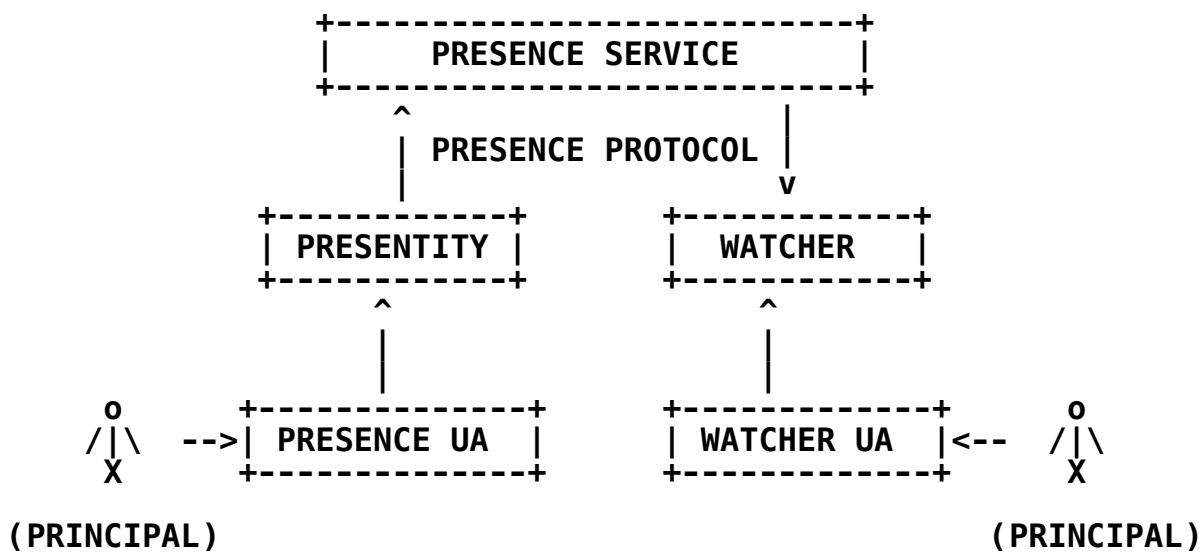 PRESENCE SERVICE
PRESENCE PROTOCOL
PRESENTITY WATCHER
PRESENCE UA WATCHER UA
(PRINCIPAL) (PRINCIPAL)